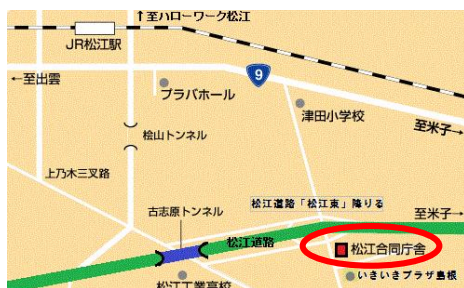 ↑至ハローワーク松江
JR松江駅
←至出雲
9
プラバホール
津田小学校
至米子→
桧山トンネル
上乃木三叉路
松江道路「松江東」降りる
古志原トンネル
至米子→
松江道路
松江合同庁舎
いきいきプラザ島根
松江工業高校